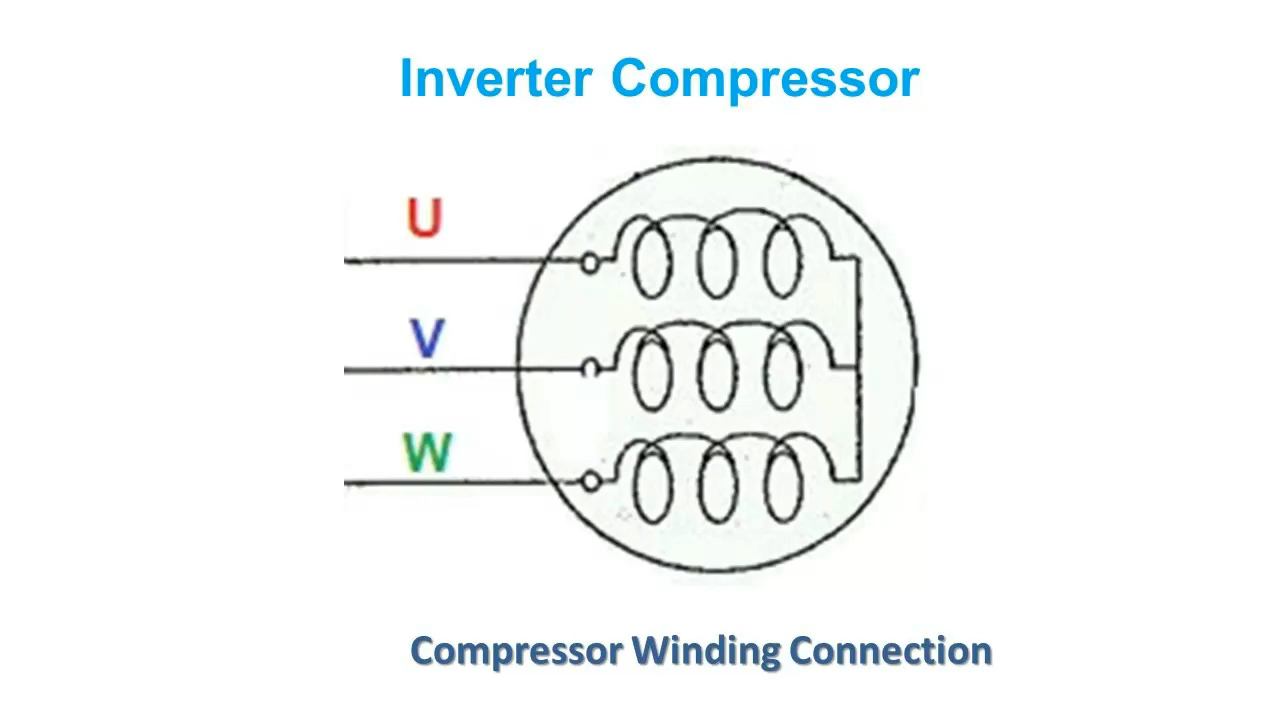 Inverter Compressor
U
V
W
Compressor Winding Connection